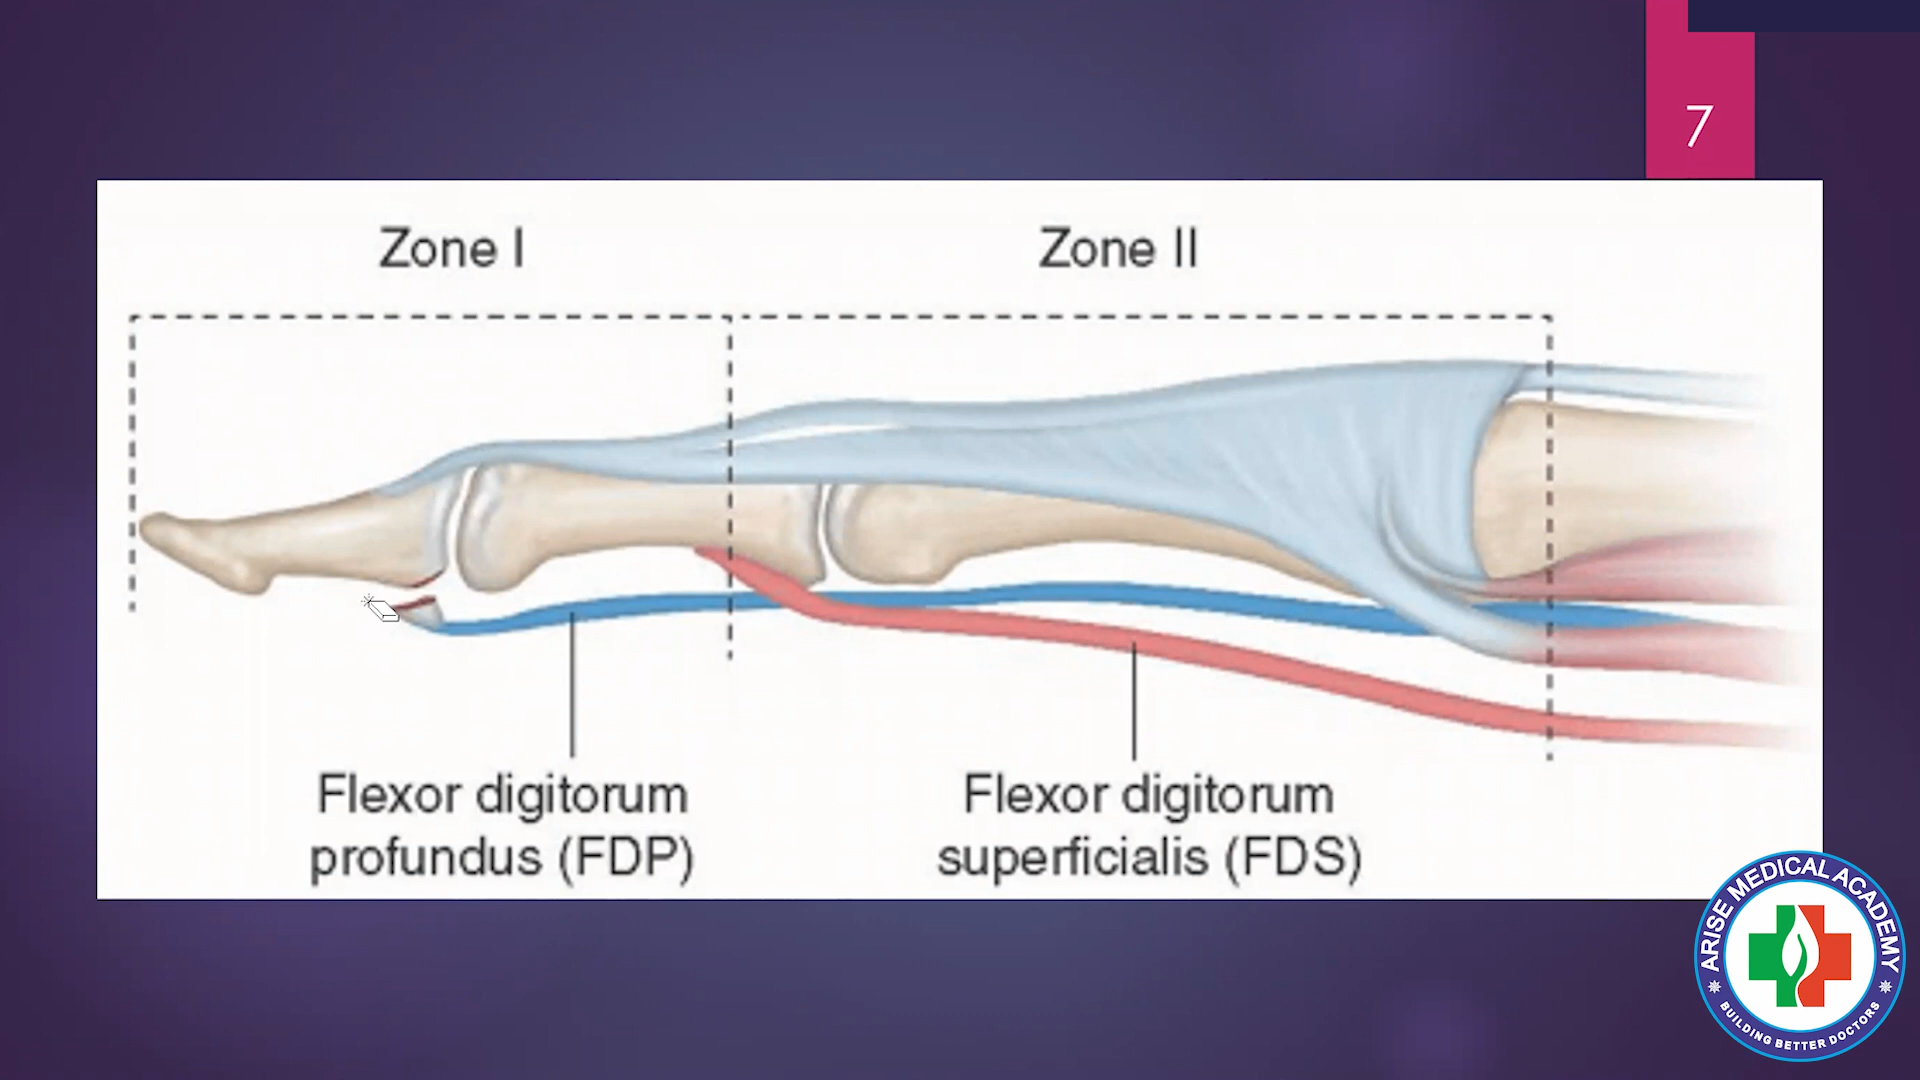 7
Zone I
Zone II
Flexor digitorum
profundus (FDP)
Flexor digitorum
superficialis (FDS)
ARISE MEDICAL ACADEMY
BUILDING BETTER DOCTORS